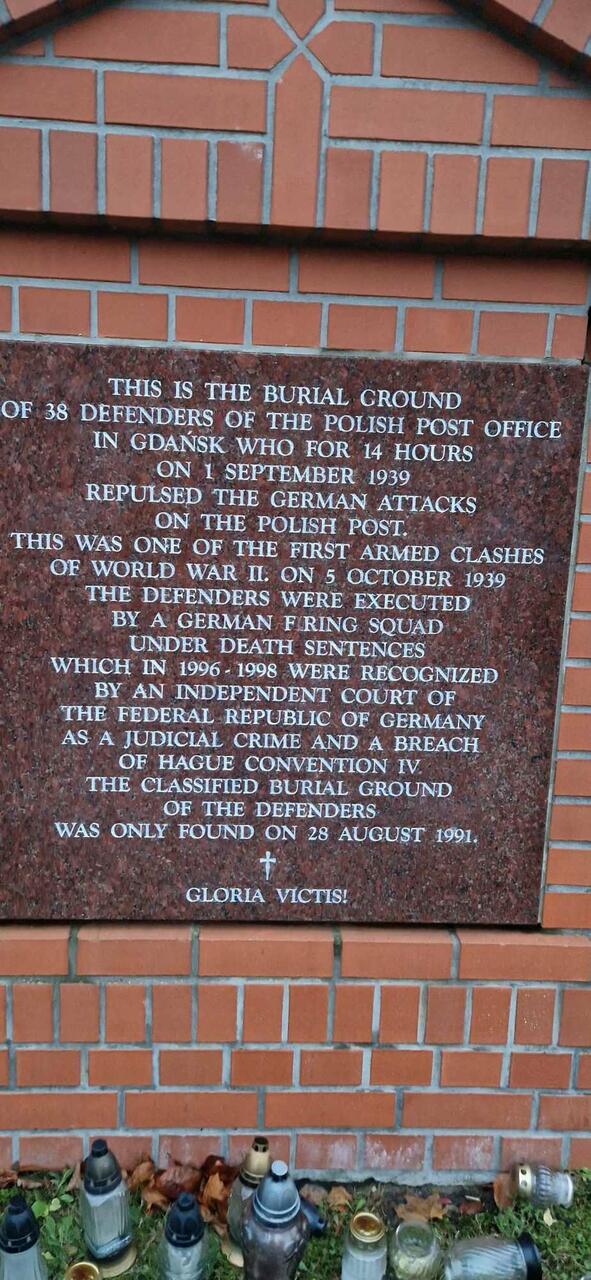 THIS IS THE BURIAL GROUND
OF 38 DEFENDERS OF THE POLISH POST OFFICE
IN GDAŃSK WHO FOR 14 HOURS
ON 1 SEPTEMBER 1939
REPULSED THE GERMAN ATTACKS
ON THE POLISH POST.
THIS WAS ONE OF THE FIRST ARMED CLASHES
OF WORLD WAR II. ON 5 OCTOBER 1939
THE DEFENDERS WERE EXECUTED
BY A GERMAN FIRING SQUAD
UNDER DEATH SENTENCES
WHICH IN 1996-1998 WERE RECOGNIZED
BY AN INDEPENDENT COURT OF
THE FEDERAL REPUBLIC OF GERMANY
AS A JUDICIAL CRIME AND A BREACH
OF HAGUE CONVENTION IV.
THE CLASSIFIED BURIAL GROUND
OF THE DEFENDERS
WAS ONLY FOUND ON 28 AUGUST 1991.
†
GLORIA VICTIS!